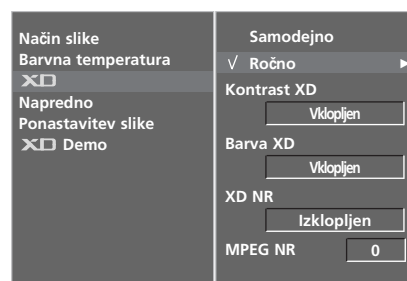 Način slike
Barvna temperatura
XD
Napredno
Ponastavitev slike
XD Demo
Samodejno
√ Ročno
Kontrast XD
Vklopljen
Barva XD
Vklopljen
XD NR
Izklopljen
MPEG NR 0